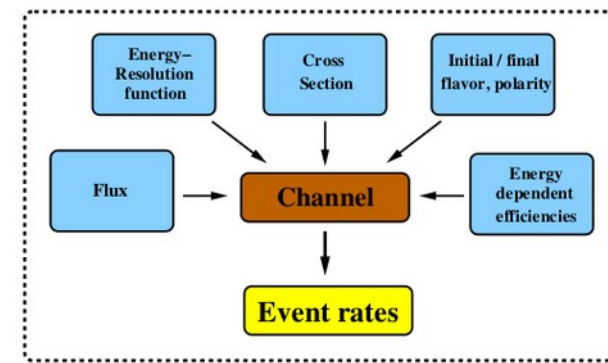 Energy–
Resolution
function
Cross
Section
Initial / final
flavor, polarity
Flux
Channel
Energy
dependent
efficiencies
Event rates